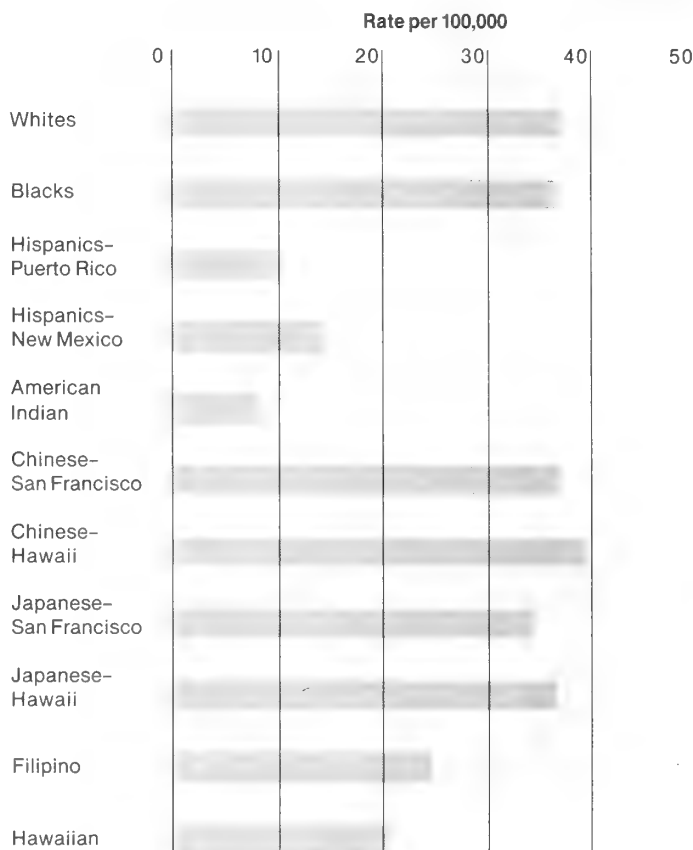 Rate per 100,000
0 10 20 30 40 50
Whites
Blacks
Hispanics–
Puerto Rico
Hispanics–
New Mexico
American
Indian
Chinese–
San Francisco
Chinese–
Hawaii
Japanese–
San Francisco
Japanese–
Hawaii
Filipino
Hawaiian